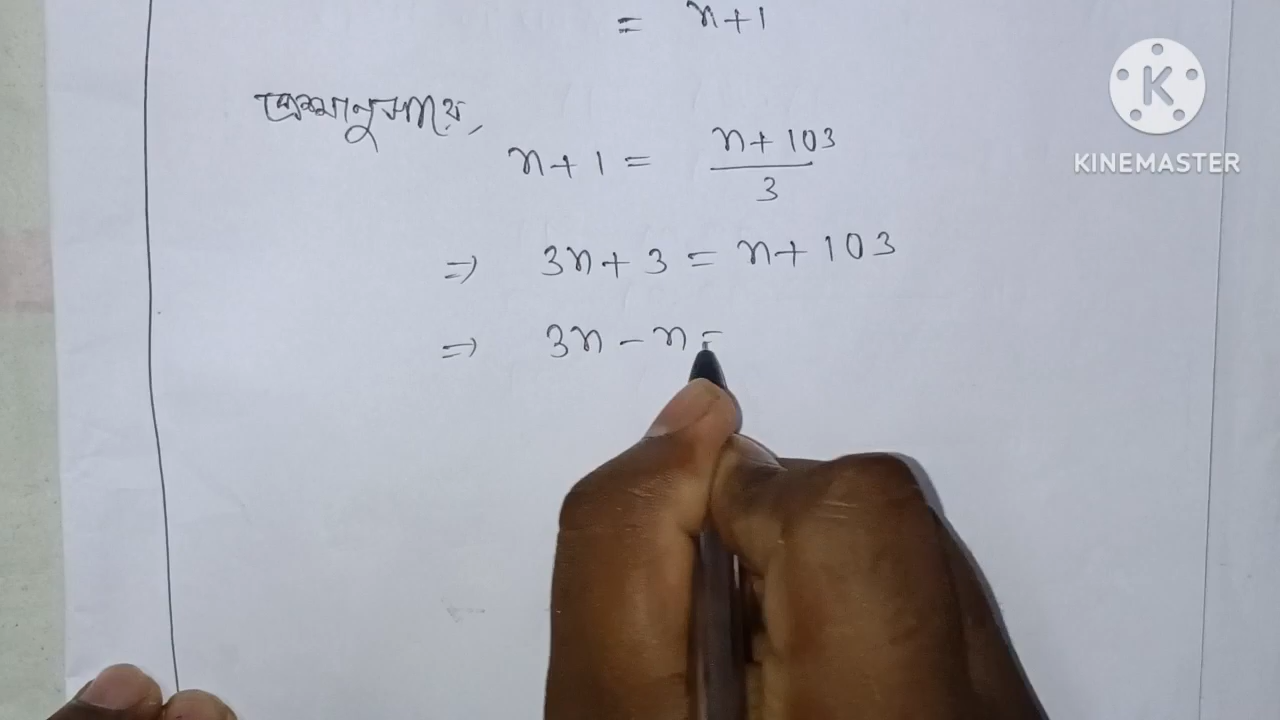 = n+1
প্রশ্নানুসারে,
n+1 = n+103/3
⇒ 3n+3 = n+103
⇒ 3n-n=
KINEMASTER